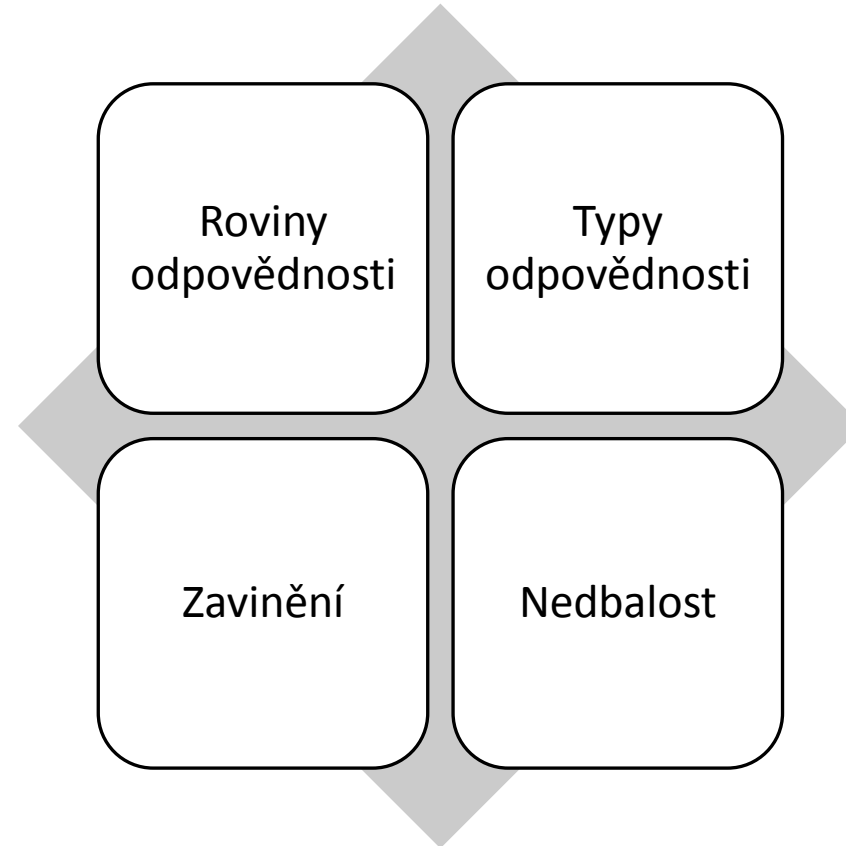 Roviny
odpovědnosti
Typy
odpovědnosti
Zavinění
Nedbalost